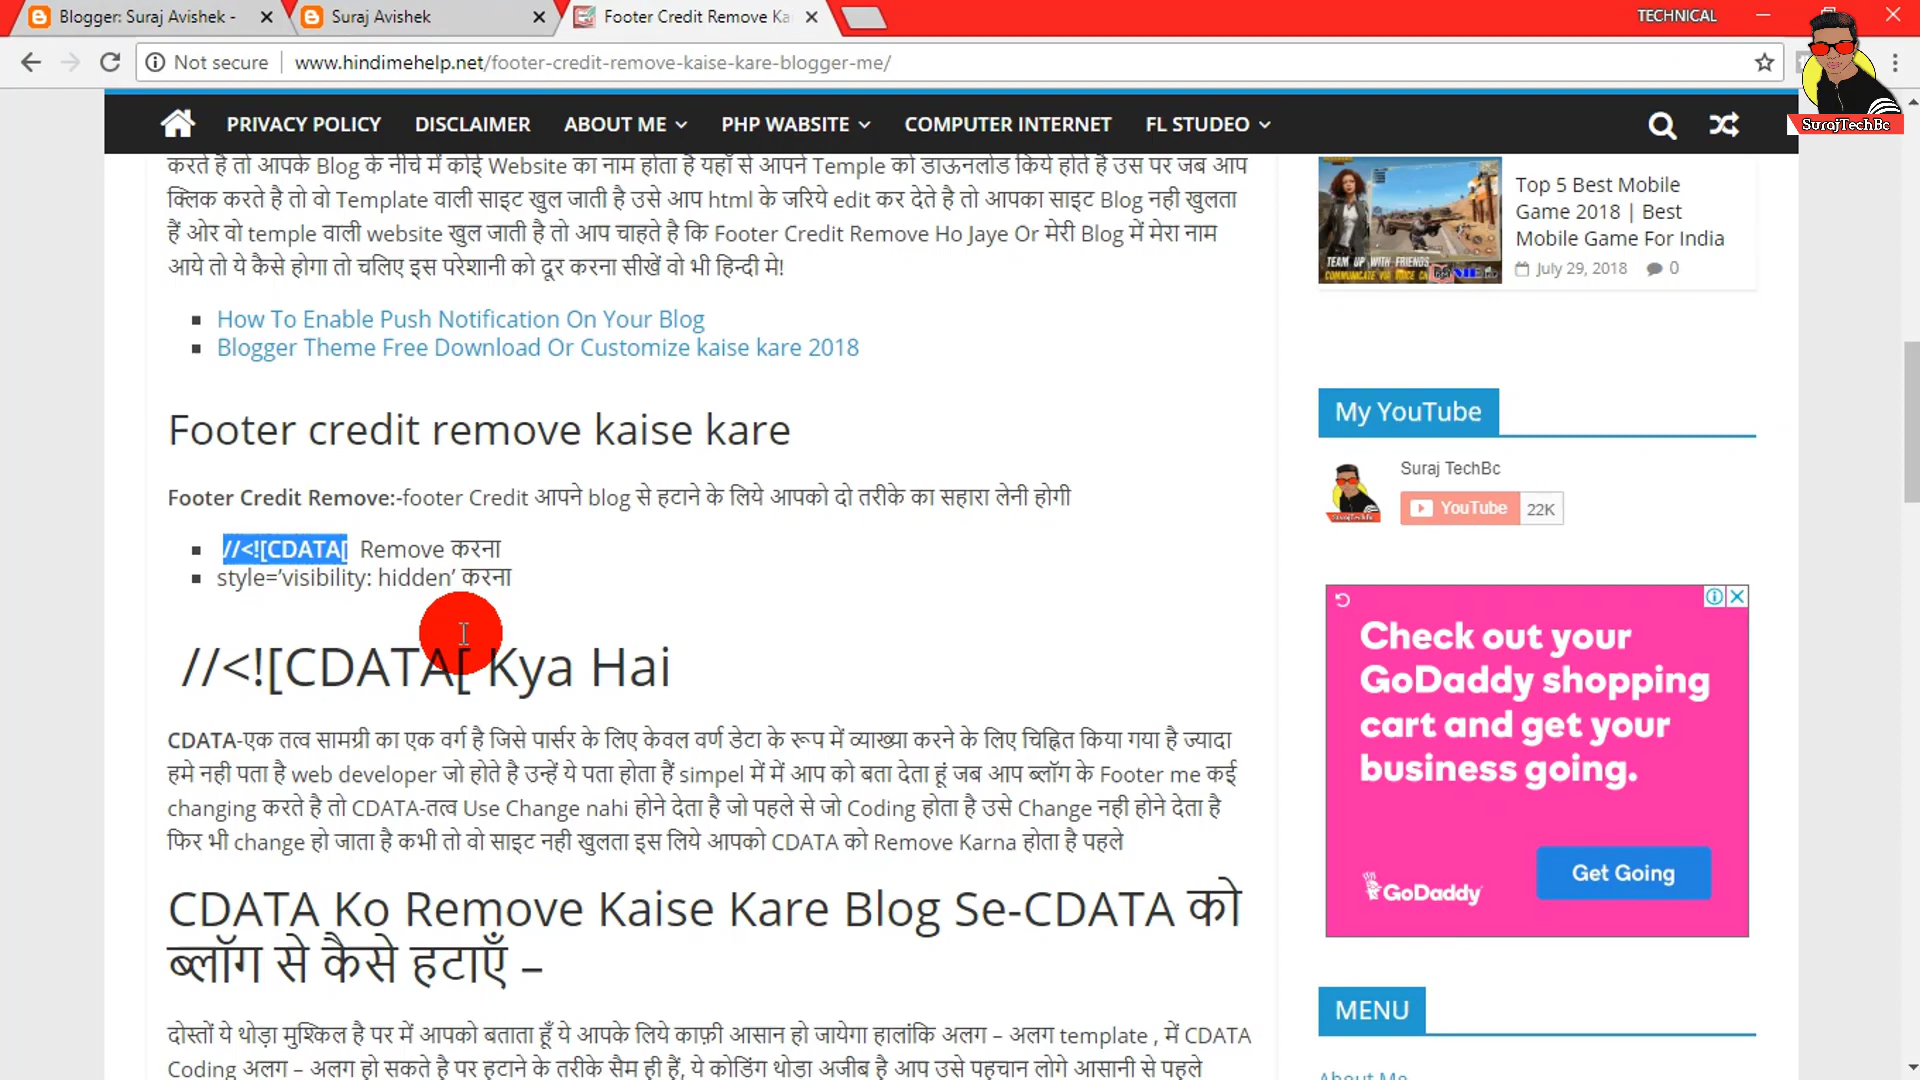 Blogger: Suraj Avishek -
Suraj Avishek
Footer Credit Remove Ka
TECHNICAL
Not secure
www.hindimehelp.net/footer-credit-remove-kaise-kare-blogger-me/
SurajTechBc
PRIVACY POLICY
DISCLAIMER
ABOUT ME
PHP WABSITE
COMPUTER INTERNET
FL STUDEO
करते है तो आपके Blog के नीचे में कोई Website का नाम होता है यहाँ से आपने Temple को डाऊनलोड किये होते है उस पर जब आप
क्लिक करते है तो वो Template वाली साइट खुल जाती है उसे आप html के जरिये edit कर देते है तो आपका साइट Blog नही खुलता
हैं ओर वो temple वाली website खुल जाती है तो आप चाहते है कि Footer Credit Remove Ho Jaye Or मेरी Blog में मेरा नाम
आये तो ये कैसे होगा तो चलिए इस परेशानी को दूर करना सीखें वो भी हिन्दी मे!
How To Enable Push Notification On Your Blog
Blogger Theme Free Download Or Customize kaise kare 2018
Footer credit remove kaise kare
Footer Credit Remove:-footer Credit आपने blog से हटाने के लिये आपको दो तरीके का सहारा लेनी होगी
//<![CDATA[ Remove करना
style=’visibility: hidden’ करना
//<![CDATA[ Kya Hai
CDATA-एक तत्व सामग्री का एक वर्ग है जिसे पार्सर के लिए केवल वर्ण डेटा के रूप में व्याख्या करने के लिए चिह्नित किया गया है ज्यादा
हमे नही पता है web developer जो होते है उन्हें ये पता होता हैं simpel में में आप को बता देता हूं जब आप ब्लॉग के Footer me कई
changing करते है तो CDATA-तत्व Use Change nahi होने देता है जो पहले से जो Coding होता है उसे Change नही होने देता है
फिर भी change हो जाता है कभी तो वो साइट नही खुलता इस लिये आपको CDATA को Remove Karna होता है पहले
CDATA Ko Remove Kaise Kare Blog Se-CDATA को
ब्लॉग से कैसे हटाएँ –
दोस्तों ये थोड़ा मुश्किल है पर में आपको बताता हूँ ये आपके लिये काफ़ी आसान हो जायेगा हालांकि अलग – अलग template , में CDATA
Coding अलग – अलग हो सकते है पर हटाने के तरीके सैम ही हैं, ये कोडिंग थोड़ा अजीब है आप उसे पहचान लोगे आसानी से पहले
TEAM UP WITH FRIENDS
COMMUNICATE VIA VOICE
Top 5 Best Mobile
Game 2018 | Best
Mobile Game For India
July 29, 2018
0
My YouTube
Suraj TechBc
YouTube
22K
Check out your
GoDaddy shopping
cart and get your
business going.
GoDaddy
Get Going
MENU
About Me